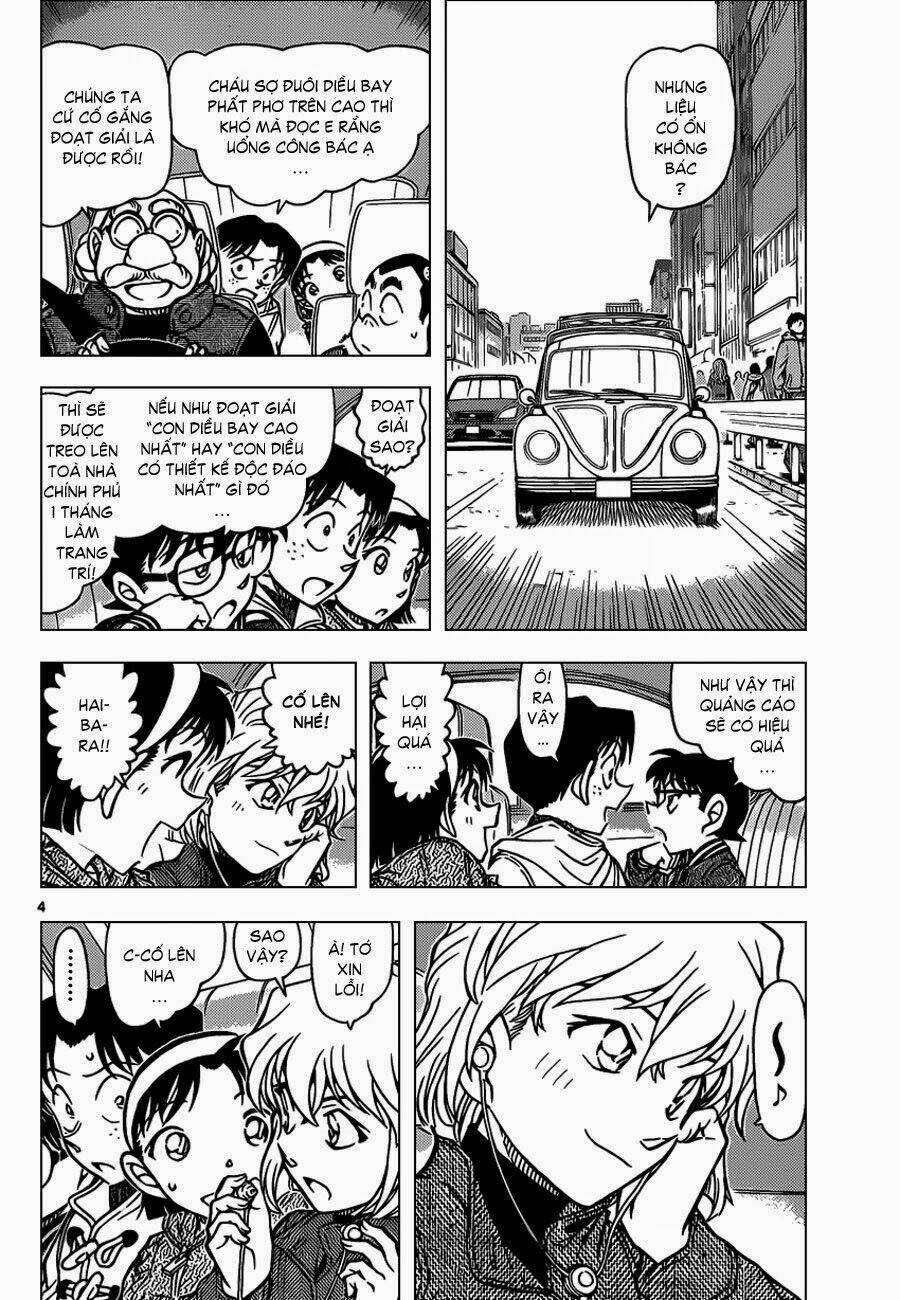 NHƯNG
LIỆU
CÓ ỔN
KHÔNG
BÁC
?
CHÁU SỢ ĐUÔI DIỀU BAY
PHẤT PHƠ TRÊN CAO THÌ
KHÓ MÀ ĐỌC E RẰNG
UỔNG CÔNG BÁC Ạ
...
CHÚNG TA
CỨ CỐ GẮNG
ĐOẠT GIẢI LÀ
ĐƯỢC RỒI!
ĐOẠT
GIẢI
SAO?
NẾU NHƯ ĐOẠT GIẢI
“CON DIỀU BAY CAO
NHẤT” HAY “CON DIỀU
CÓ THIẾT KẾ ĐỘC ĐÁO
NHẤT” GÌ ĐÓ
...
THÌ SẼ
ĐƯỢC
TREO LÊN
TOÀ NHÀ
CHÍNH PHỦ
1 THÁNG
LÀM
TRANG
TRÍ!
NHƯ VẬY THÌ
QUẢNG CÁO
SẼ CÓ HIỆU
QUẢ
...
Ồ!
RA
VẬY
...
LỢI
HẠI
QUÁ
CỐ LÊN
NHÉ!
HAI-
BA-
RA!!
4
À! TỚ
XIN
LỖI!
SAO
VẬY?
C-CỐ LÊN
NHA
...
.......
~♪